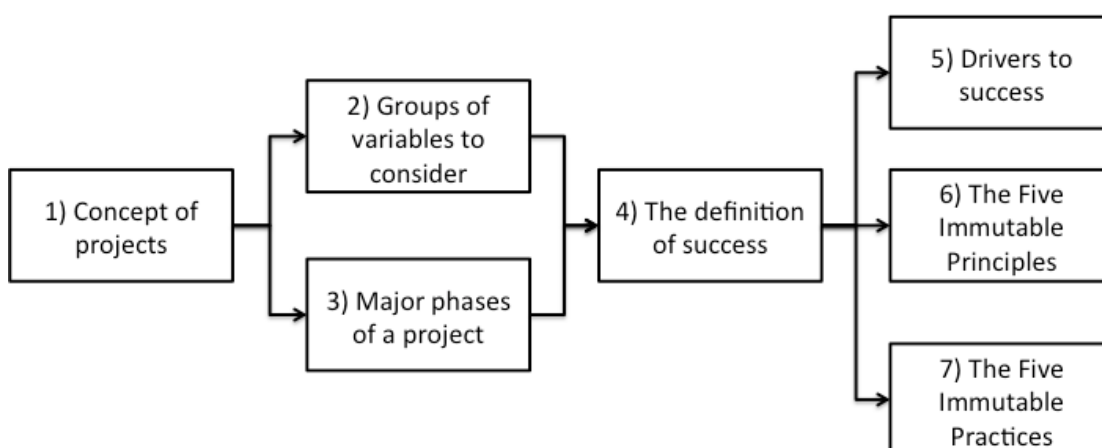 1) Concept of
projects
2) Groups of
variables to
consider
3) Major phases
of a project
4) The definition
of success
5) Drivers to
success
6) The Five
Immutable
Principles
7) The Five
Immutable
Practices